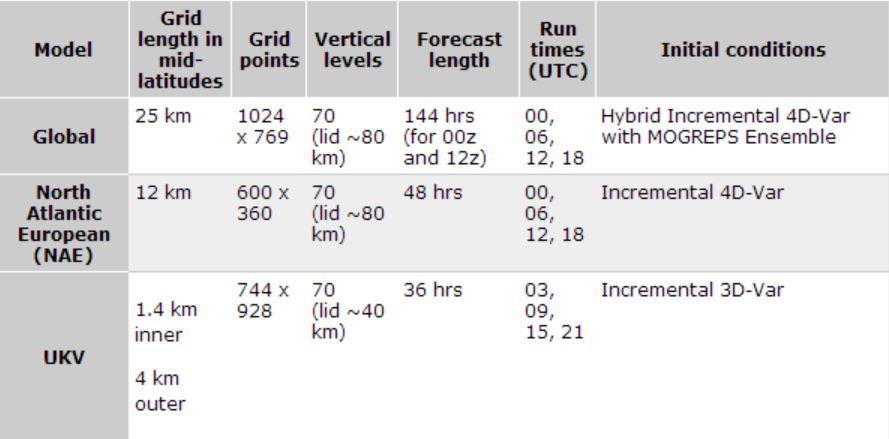 Model
Grid
length in
mid-
latitudes
Grid
points
Vertical
levels
Forecast
length
Run
times
(UTC)
Initial conditions
Global
25 km
1024
x 769
70
(lid ~80
km)
144 hrs
(for 00z
and 12z)
00,
06,
12, 18
Hybrid Incremental 4D-Var
with MOGREPS Ensemble
North
Atlantic
European
(NAE)
12 km
600 x
360
70
(lid ~80
km)
48 hrs
00,
06,
12, 18
Incremental 4D-Var
UKV
1.4 km
inner
4 km
outer
744 x
928
70
(lid ~40
km)
36 hrs
03,
09,
15, 21
Incremental 3D-Var